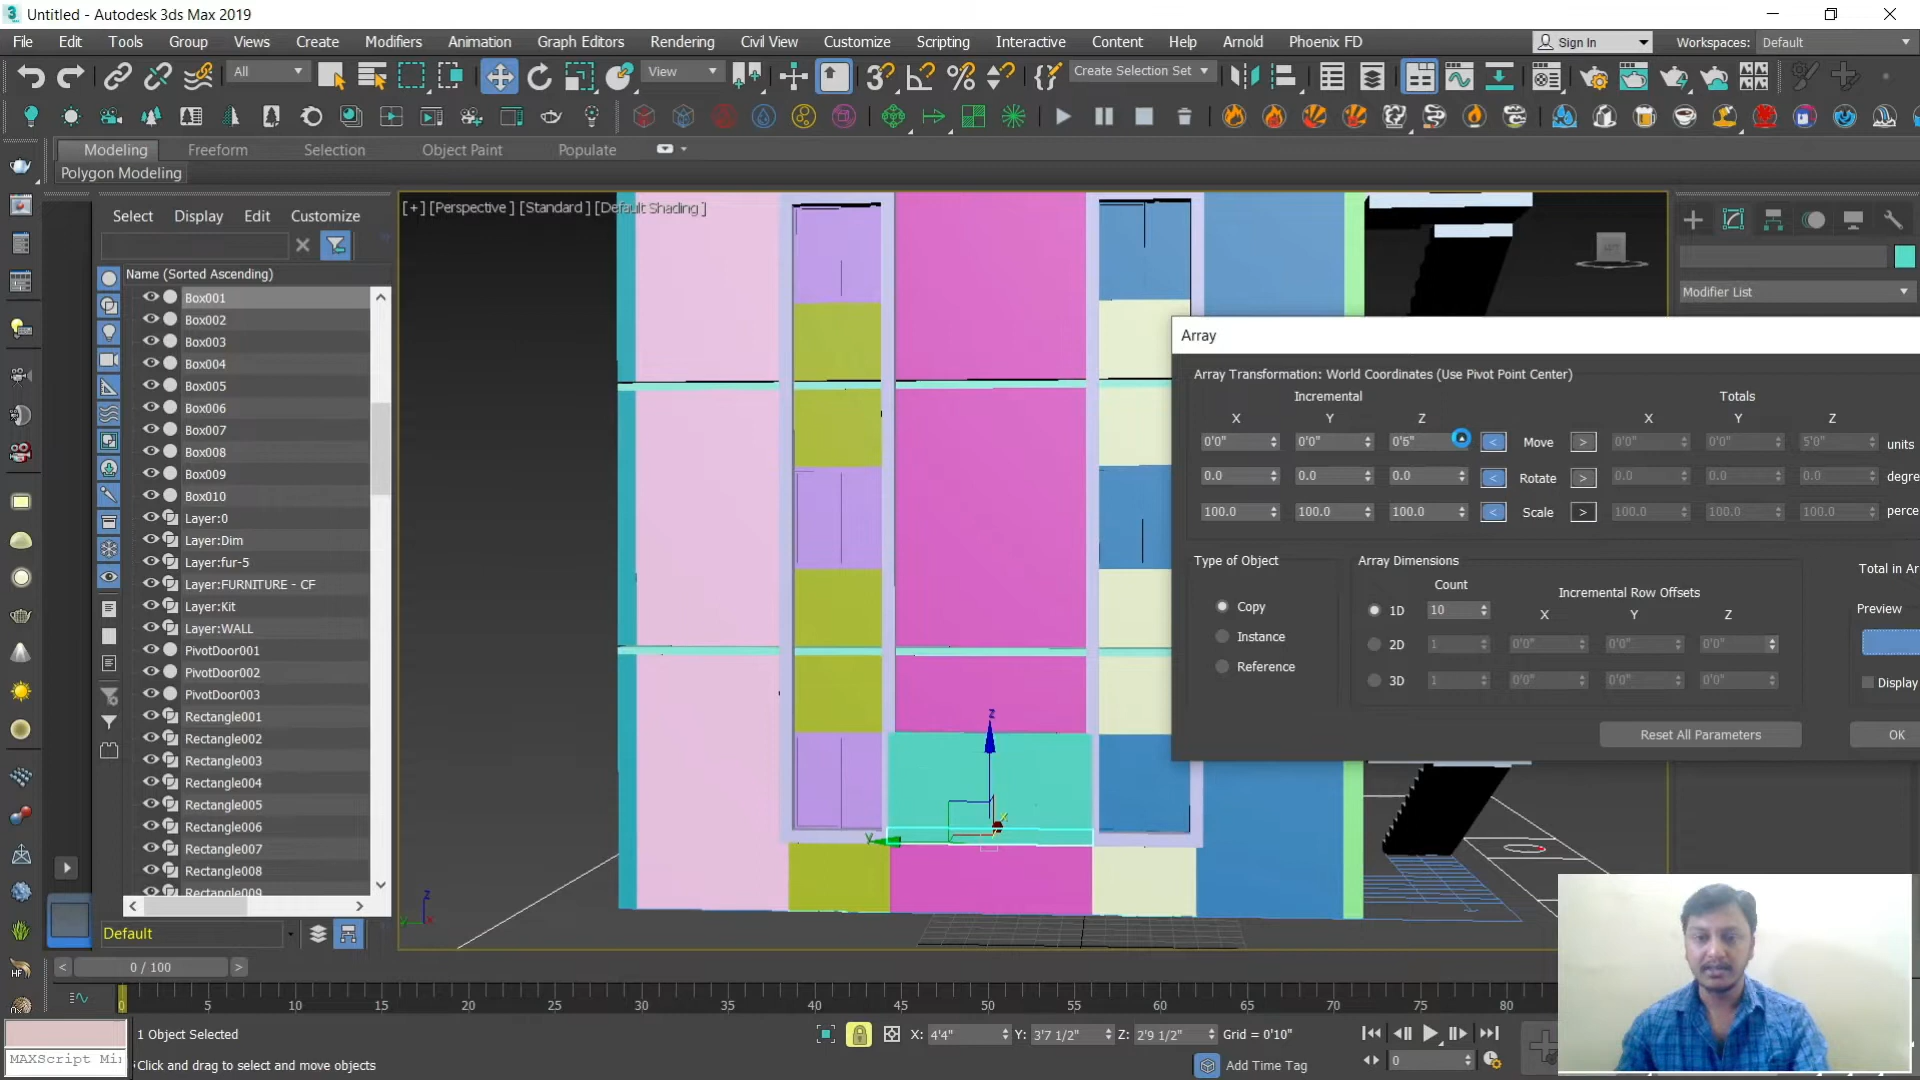 Untitled - Autodesk 3ds Max 2019
File Edit Tools Group Views Create Modifiers Animation Graph Editors Rendering Civil View Customize Scripting Interactive Content Help Arnold Phoenix FD Sign In Workspaces: Default
All View Create Selection Set
Modeling Freeform Selection Object Paint Populate
Polygon Modeling
Select Display Edit Customize
[+] [Perspective ] [Standard ] [Default Shading ]
Name (Sorted Ascending)
Modifier List
Box001
Box002
Box003
Box004
Box005
Box006
Box007
Box008
Box009
Box010
Layer:0
Layer:Dim
Layer:fur-5
Layer:FURNITURE - CF
Layer:Kit
Layer:WALL
PivotDoor001
PivotDoor002
PivotDoor003
Rectangle001
Rectangle002
Rectangle003
Rectangle004
Rectangle005
Rectangle006
Rectangle007
Rectangle008
Rectangle009
Array
Array Transformation: World Coordinates (Use Pivot Point Center)
Incremental Totals
X Y Z X Y Z
0'0" 0'0" 0'6" < Move > 0'0" 0'0" 5'0" units
0.0 0.0 0.0 < Rotate > 0.0 0.0 0.0 degre
100.0 100.0 100.0 < Scale > 100.0 100.0 100.0 perce
Type of Object Array Dimensions
Count Incremental Row Offsets Total in Ar
X Y Z
Copy 1D 10 Preview
Instance 2D 1 0'0" 0'0" 0'0"
Reference 3D 1 0'0" 0'0" 0'0" Display
Reset All Parameters OK
z
y
Default
< 0 / 100 >
0 5 10 15 20 25 30 35 40 45 50 55 60 65 70 75 80
1 Object Selected X: 4'4" Y: 3'7 1/2" Z: 2'9 1/2" Grid = 0'10"
MAXScript Mi
Click and drag to select and move objects Add Time Tag 0